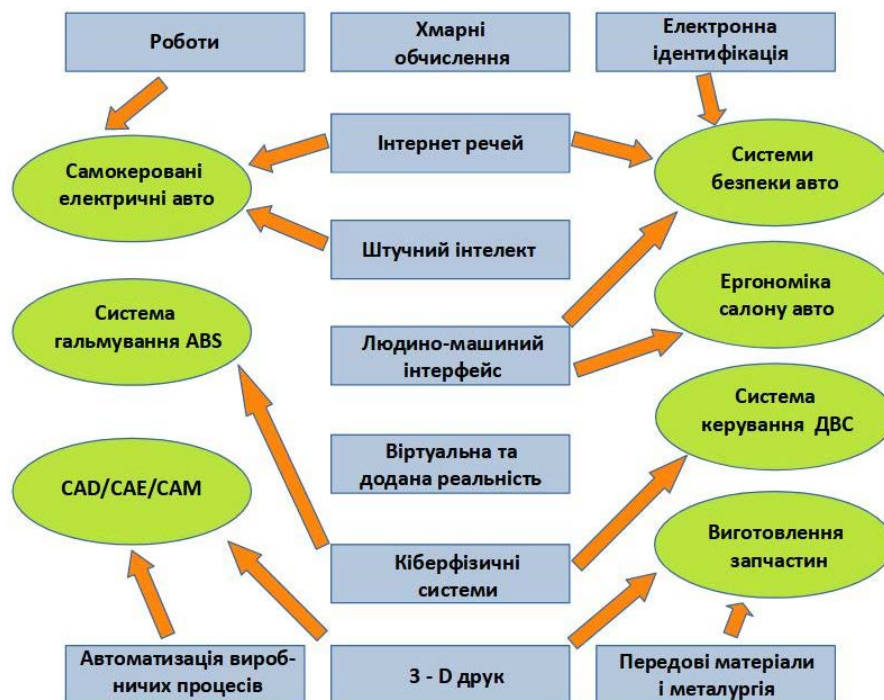 Роботи
Хмарні
обчислення
Електронна
ідентифікація
Інтернет речей
Самокеровані
електричні авто
Системи
безпеки авто
Штучний інтелект
Ергономіка
салону авто
Система
гальмування ABS
Людино-машиний
інтерфейс
Система
керування ДВС
Віртуальна та
додана реальність
CAD/CAE/CAM
Виготовлення
запчастин
Кіберфізичні
системи
Автоматизація вироб-
ничих процесів
3 - D друк
Передові матеріали
і металургія